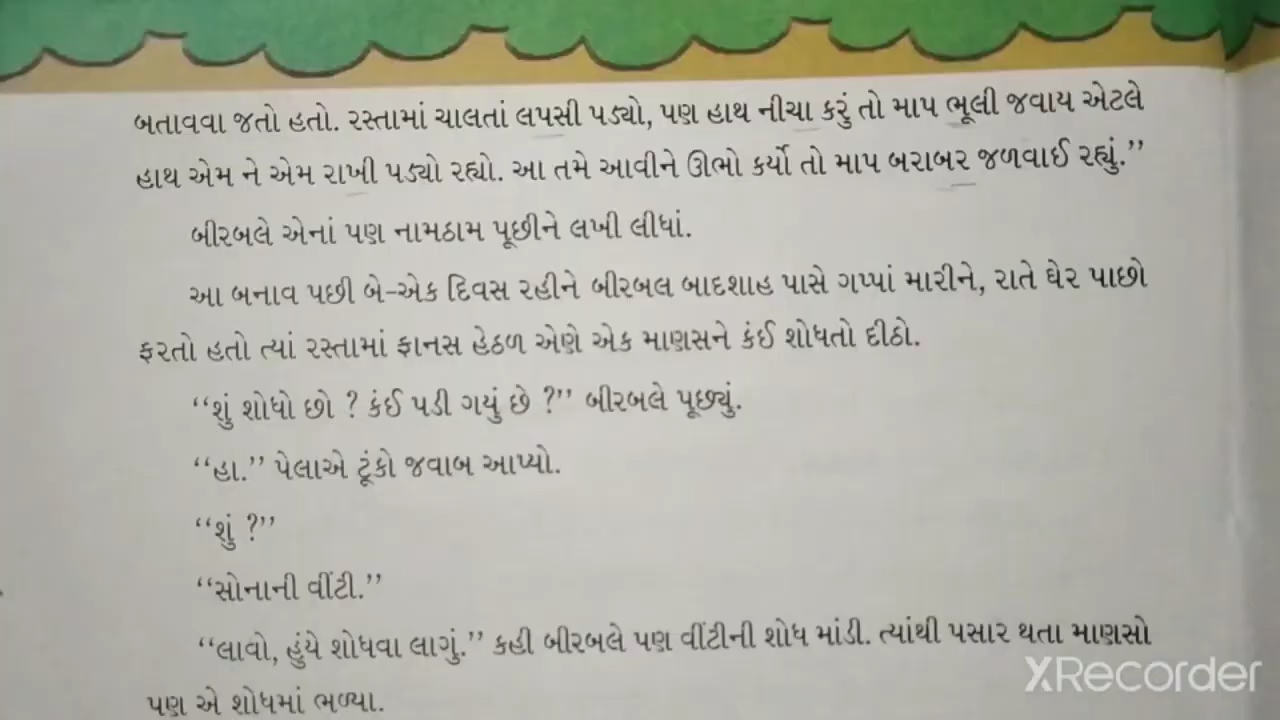 બતાવવા જતો હતો. રસ્તામાં ચાલતાં લપસી પડ્યો, પણ હાથ નીચા કરું તો માપ ભૂલી જવાય એટલે
હાથ એમ ને એમ રાખી પડ્યો રહ્યો. આ તમે આવીને ઊભો કર્યો તો માપ બરાબર જળવાઈ રહ્યું.”
બીરબલે એનાં પણ નામઠામ પૂછીને લખી લીધાં.
આ બનાવ પછી બે-એક દિવસ રહીને બીરબલ બાદશાહ પાસે ગપ્પાં મારીને, રાતે ઘેર પાછો
ફરતો હતો ત્યાં રસ્તામાં ફાનસ હેઠળ એણે એક માણસને કંઈ શોધતો દીઠો.
“શું શોધો છો ? કંઈ પડી ગયું છે ?” બીરબલે પૂછ્યું.
“હા.” પેલાએ ટૂંકો જવાબ આપ્યો.
“શું ?”
“સોનાની વીંટી.”
“લાવો, હુંયે શોધવા લાગું.” કહી બીરબલે પણ વીંટીની શોધ માંડી. ત્યાંથી પસાર થતા માણસો
પણ એ શોધમાં ભળ્યા.
XRecorder